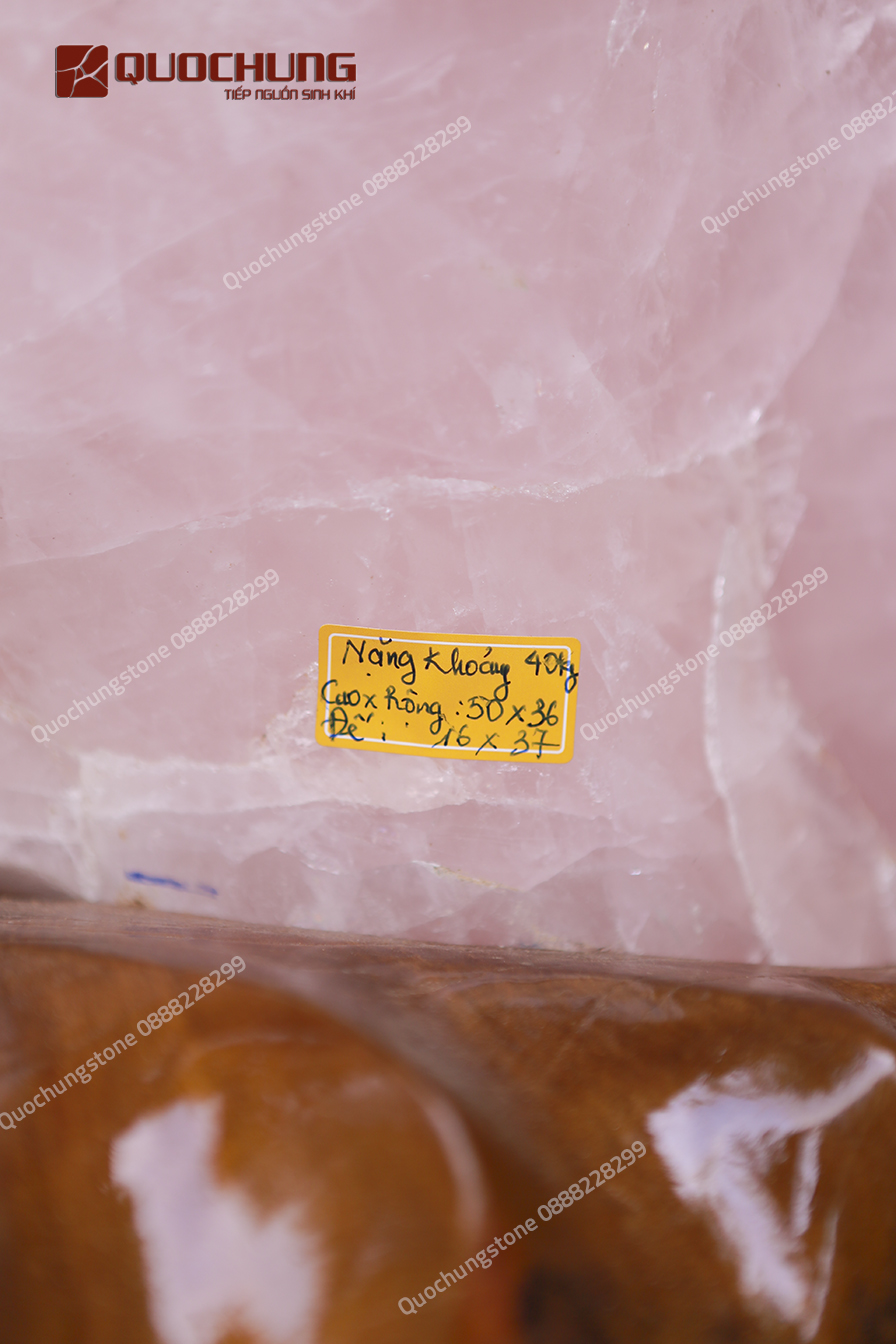 QUOCHUNG
TIẾP NGUỒN SINH KHÍ
Quochungstone 0888228299
Quochungstone 08882
Quochungstone 0888228299
Quochungstone 0888228299
Nặng Khoảng 40kg
Cao x Rộng : 50 x 36
Đế : 16 x 37
Quochungstone 0888228299
Quochungstone 0888228299